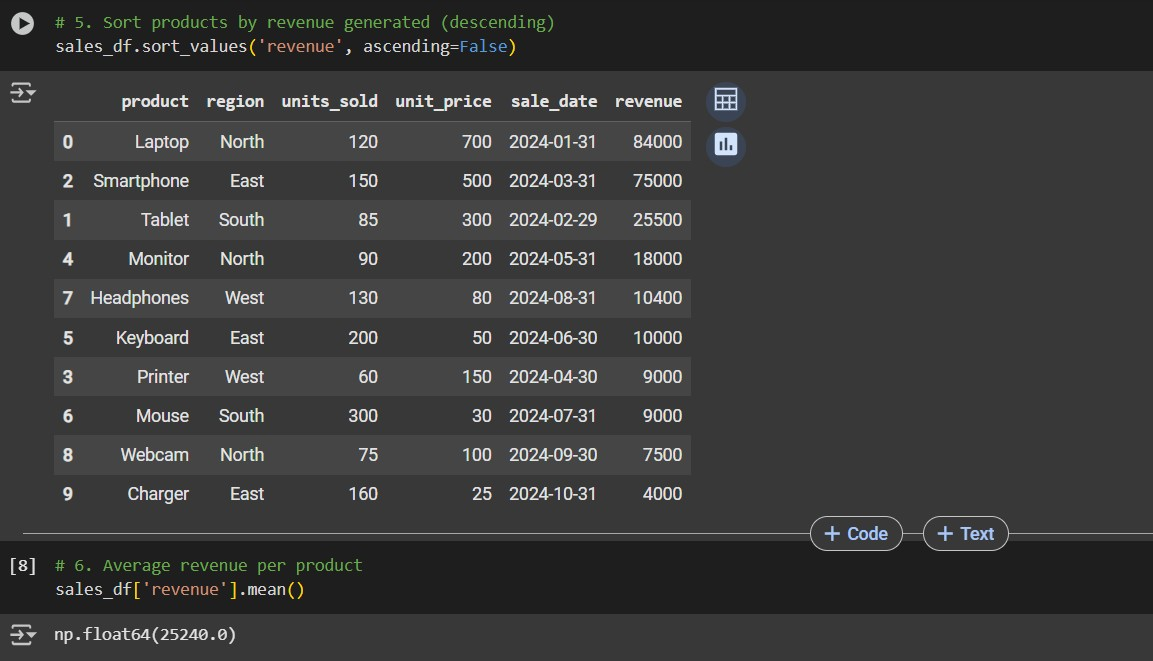 # 5. Sort products by revenue generated (descending)
sales_df.sort_values('revenue', ascending=False)
product region units_sold unit_price sale_date revenue
0 Laptop North 120 700 2024-01-31 84000
2 Smartphone East 150 500 2024-03-31 75000
1 Tablet South 85 300 2024-02-29 25500
4 Monitor North 90 200 2024-05-31 18000
7 Headphones West 130 80 2024-08-31 10400
5 Keyboard East 200 50 2024-06-30 10000
3 Printer West 60 150 2024-04-30 9000
6 Mouse South 300 30 2024-07-31 9000
8 Webcam North 75 100 2024-09-30 7500
9 Charger East 160 25 2024-10-31 4000
+ Code + Text
[8] # 6. Average revenue per product
sales_df['revenue'].mean()
np.float64(25240.0)